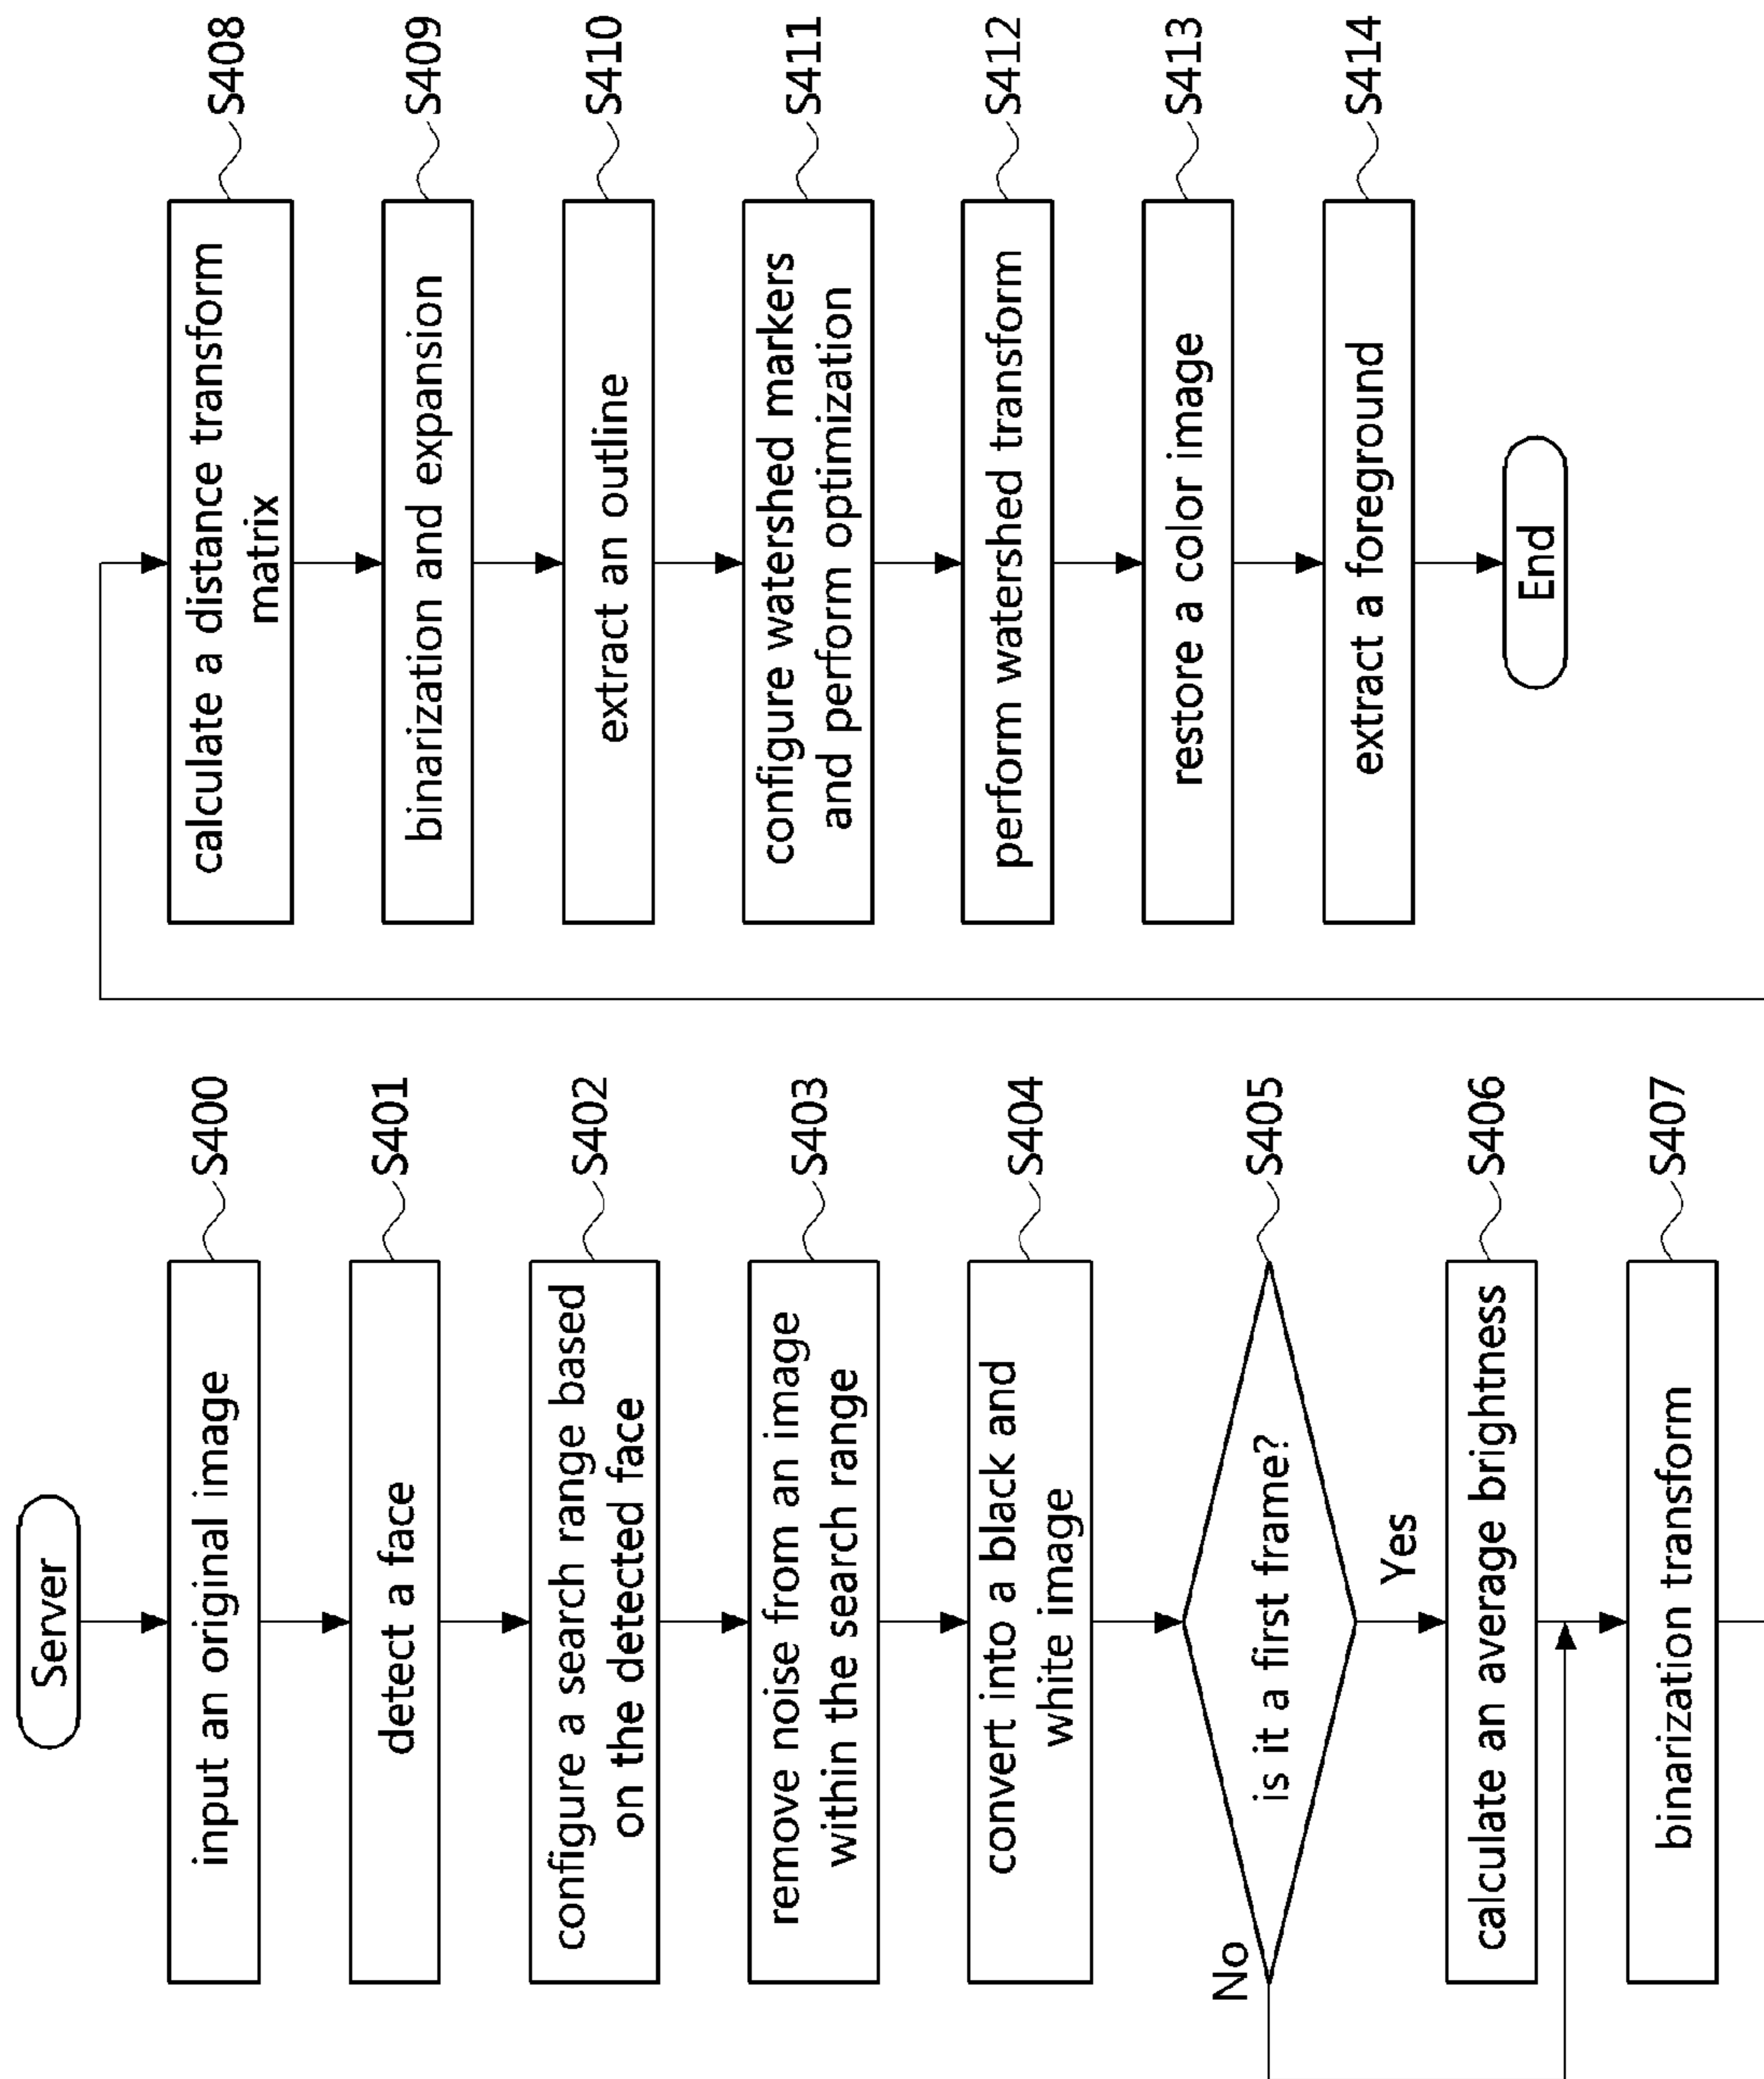 Server
input an original image
S400
detect a face
S401
configure a search range based
on the detected face
S402
remove noise from an image
within the search range
S403
convert into a black and
white image
S404
is it a first frame?
S405
No
Yes
calculate an average brightness
S406
binarization transform
S407
calculate a distance transform
matrix
S408
binarization and expansion
S409
extract an outline
S410
configure watershed markers
and perform optimization
S411
perform watershed transform
S412
restore a color image
S413
extract a foreground
S414
End